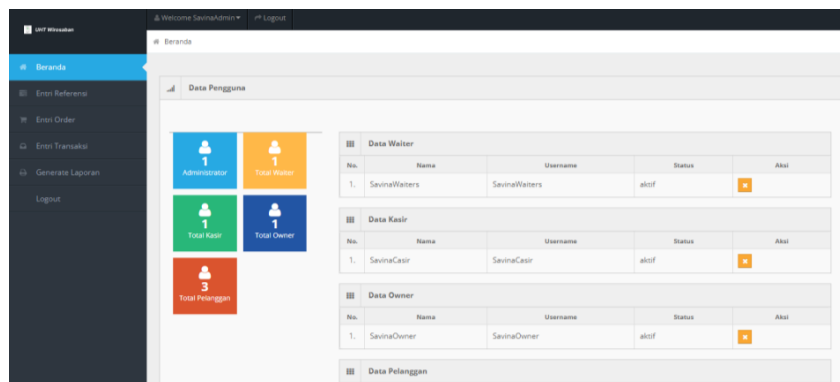 UHT Wirosaban
Welcome SavinaAdmin
Logout
Beranda
Beranda
Entri Referensi
Entri Order
Entri Transaksi
Generate Laporan
Logout
Data Pengguna
1
Administrator
1
Total Waiter
1
Total Kasir
1
Total Owner
3
Total Pelanggan
Data Waiter
No. Nama Username Status Aksi
1. SavinaWaiters SavinaWaiters aktif
Data Kasir
No. Nama Username Status Aksi
1. SavinaCasir SavinaCasir aktif
Data Owner
No. Nama Username Status Aksi
1. SavinaOwner SavinaOwner aktif
Data Pelanggan